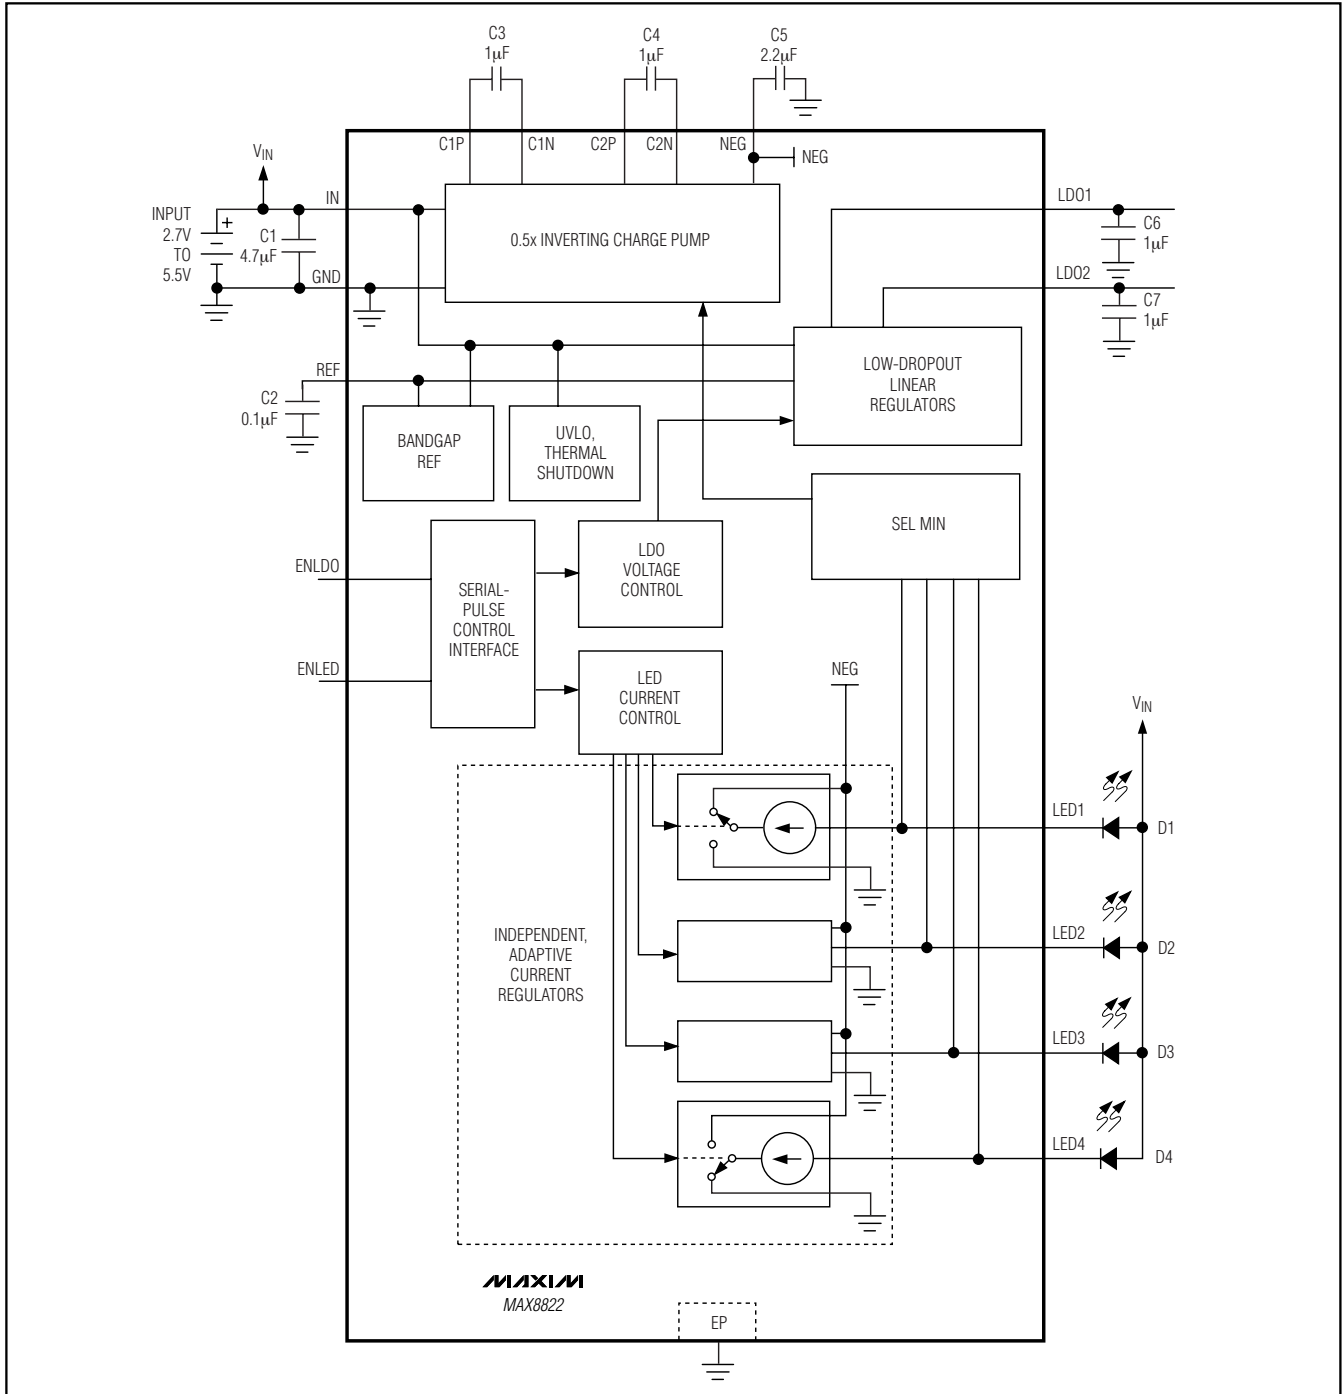 C3
1µF
C4
1µF
C5
2.2µF
C1P
C1N
C2P
C2N
NEG
NEG
VIN
IN
INPUT
2.7V
TO
5.5V
+
C1
4.7µF
GND
0.5x INVERTING CHARGE PUMP
LDO1
C6
1µF
LDO2
C7
1µF
REF
C2
0.1µF
BANDGAP
REF
UVLO,
THERMAL
SHUTDOWN
LOW-DROPOUT
LINEAR
REGULATORS
SEL MIN
ENLDO
ENLED
SERIAL-
PULSE
CONTROL
INTERFACE
LDO
VOLTAGE
CONTROL
LED
CURRENT
CONTROL
NEG
VIN
LED1
D1
LED2
D2
LED3
D3
LED4
D4
INDEPENDENT,
ADAPTIVE
CURRENT
REGULATORS
MAXIM
MAX8822
EP